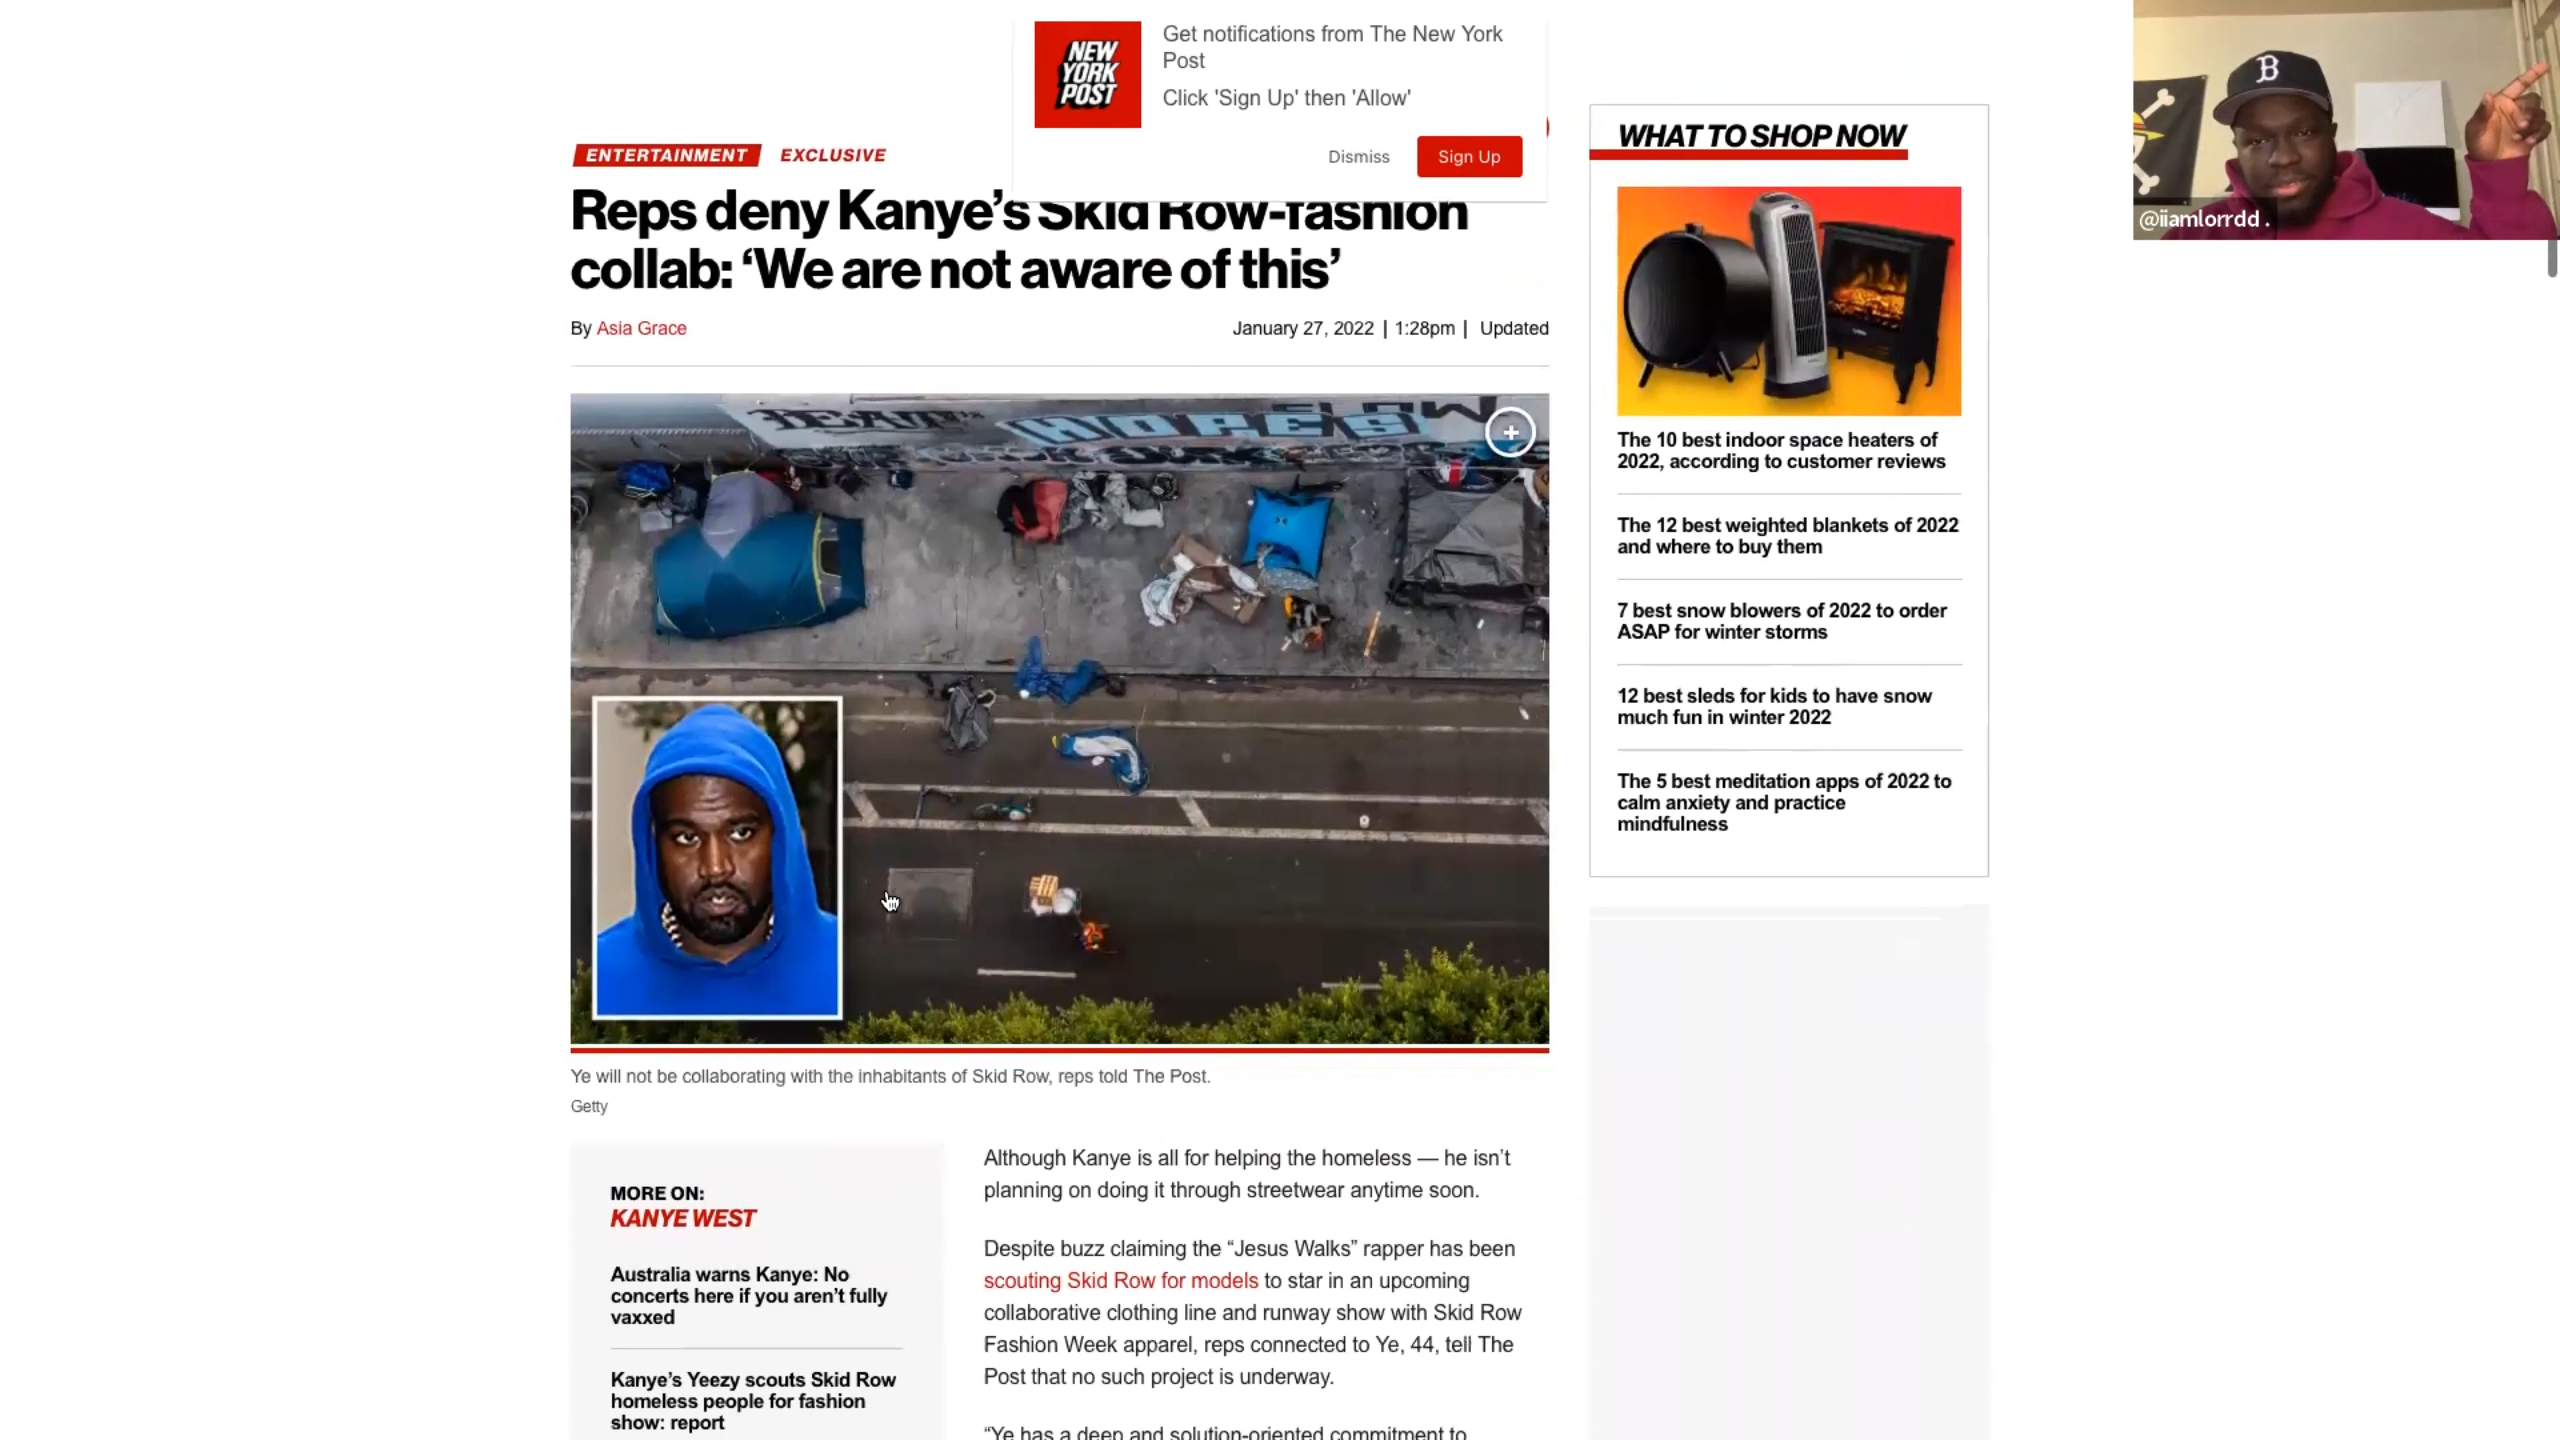 Get notifications from The New York
Post
Click 'Sign Up' then 'Allow'
NEW
YORK
POST
Dismiss
Sign Up
ENTERTAINMENT
EXCLUSIVE
Reps deny Kanye’s Skid Row-fashion
collab: ‘We are not aware of this’
By Asia Grace
January 27, 2022 | 1:28pm | Updated
HOPES
Ye will not be collaborating with the inhabitants of Skid Row, reps told The Post.
Getty
MORE ON:
KANYE WEST
Australia warns Kanye: No
concerts here if you aren’t fully
vaxxed
Kanye’s Yeezy scouts Skid Row
homeless people for fashion
show: report
Although Kanye is all for helping the homeless — he isn’t
planning on doing it through streetwear anytime soon.
Despite buzz claiming the “Jesus Walks” rapper has been
scouting Skid Row for models to star in an upcoming
collaborative clothing line and runway show with Skid Row
Fashion Week apparel, reps connected to Ye, 44, tell The
Post that no such project is underway.
“Ye has a deep and solution-oriented commitment to
WHAT TO SHOP NOW
The 10 best indoor space heaters of
2022, according to customer reviews
The 12 best weighted blankets of 2022
and where to buy them
7 best snow blowers of 2022 to order
ASAP for winter storms
12 best sleds for kids to have snow
much fun in winter 2022
The 5 best meditation apps of 2022 to
calm anxiety and practice
mindfulness
B
@iiamlorrdd .